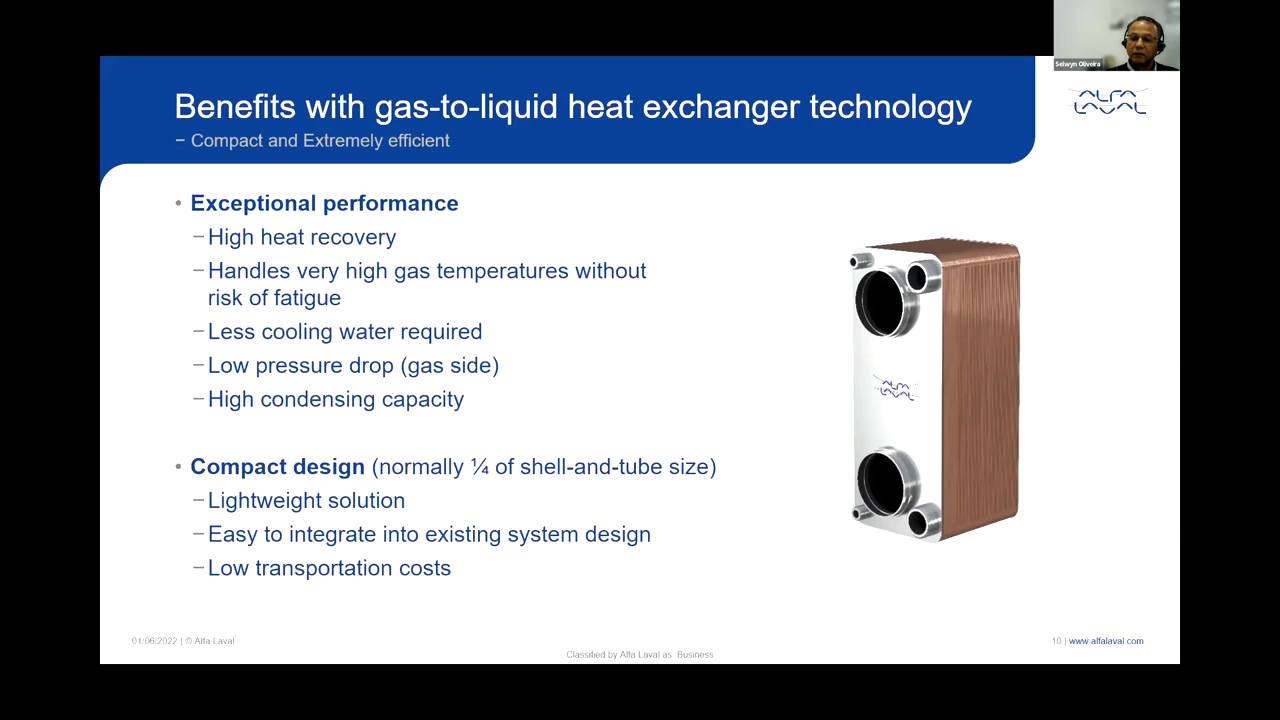 Selwyn Oliveira
Benefits with gas-to-liquid heat exchanger technology
− Compact and Extremely efficient
ALFA
LAVAL
• Exceptional performance
− High heat recovery
− Handles very high gas temperatures without
risk of fatigue
− Less cooling water required
− Low pressure drop (gas side)
− High condensing capacity
ALFA
LAVAL
• Compact design (normally ¼ of shell-and-tube size)
− Lightweight solution
− Easy to integrate into existing system design
− Low transportation costs
01/06/2022 | © Alfa Laval
10 | www.alfalaval.com
Classified by Alfa Laval as Business